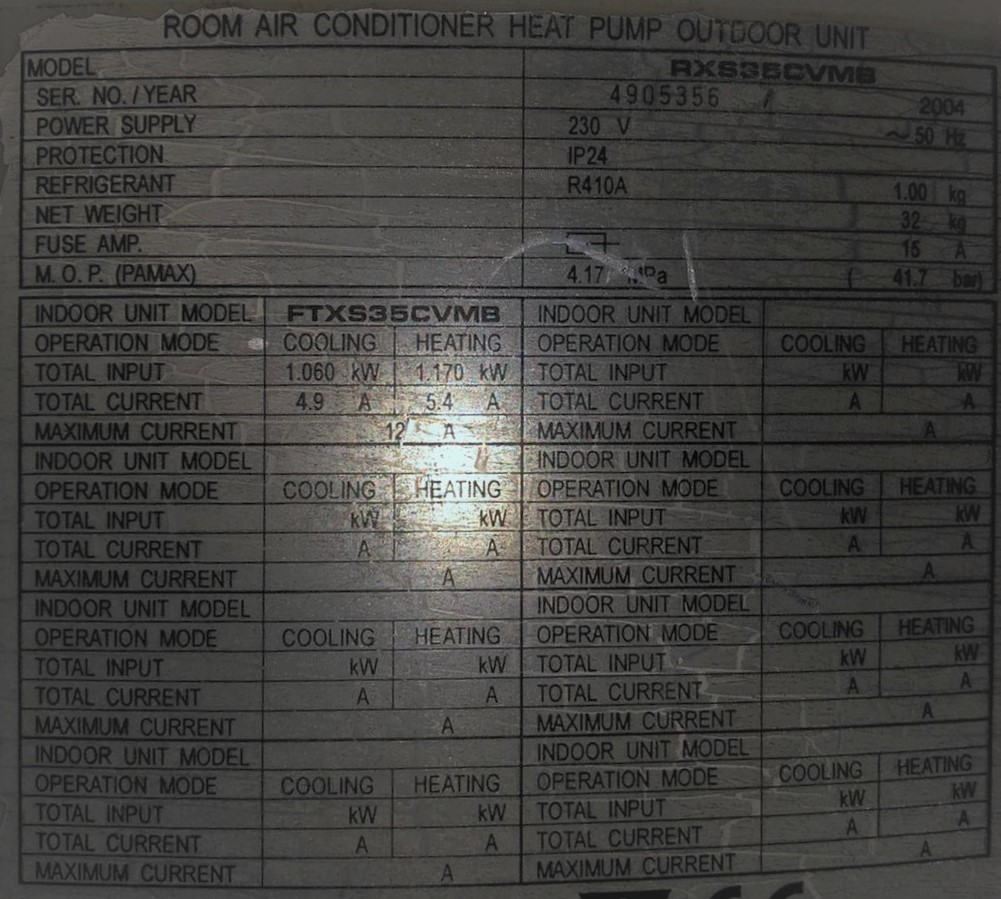 ROOM AIR CONDITIONER HEAT PUMP OUTDOOR UNIT
MODEL RXS35CVMB
SER. NO. / YEAR 4905356 / 2004
POWER SUPPLY 230 V ~ 50 Hz
PROTECTION IP24
REFRIGERANT R410A 1.00 kg
NET WEIGHT 32 kg
FUSE AMP. 15 A
M. O. P. (PAMAX) 4.17 MPa ( 41.7 bar)
INDOOR UNIT MODEL FTXS35CVMB INDOOR UNIT MODEL
OPERATION MODE COOLING HEATING OPERATION MODE COOLING HEATING
TOTAL INPUT 1.060 kW 1.170 kW TOTAL INPUT kW kW
TOTAL CURRENT 4.9 A 5.4 A TOTAL CURRENT A A
MAXIMUM CURRENT 12 A MAXIMUM CURRENT A
INDOOR UNIT MODEL INDOOR UNIT MODEL
OPERATION MODE COOLING HEATING OPERATION MODE COOLING HEATING
TOTAL INPUT kW kW TOTAL INPUT kW kW
TOTAL CURRENT A A TOTAL CURRENT A A
MAXIMUM CURRENT A MAXIMUM CURRENT A
INDOOR UNIT MODEL INDOOR UNIT MODEL
OPERATION MODE COOLING HEATING OPERATION MODE COOLING HEATING
TOTAL INPUT kW kW TOTAL INPUT kW kW
TOTAL CURRENT A A TOTAL CURRENT A A
MAXIMUM CURRENT A MAXIMUM CURRENT A
INDOOR UNIT MODEL INDOOR UNIT MODEL
OPERATION MODE COOLING HEATING OPERATION MODE COOLING HEATING
TOTAL INPUT kW kW TOTAL INPUT kW kW
TOTAL CURRENT A A TOTAL CURRENT A A
MAXIMUM CURRENT A MAXIMUM CURRENT A